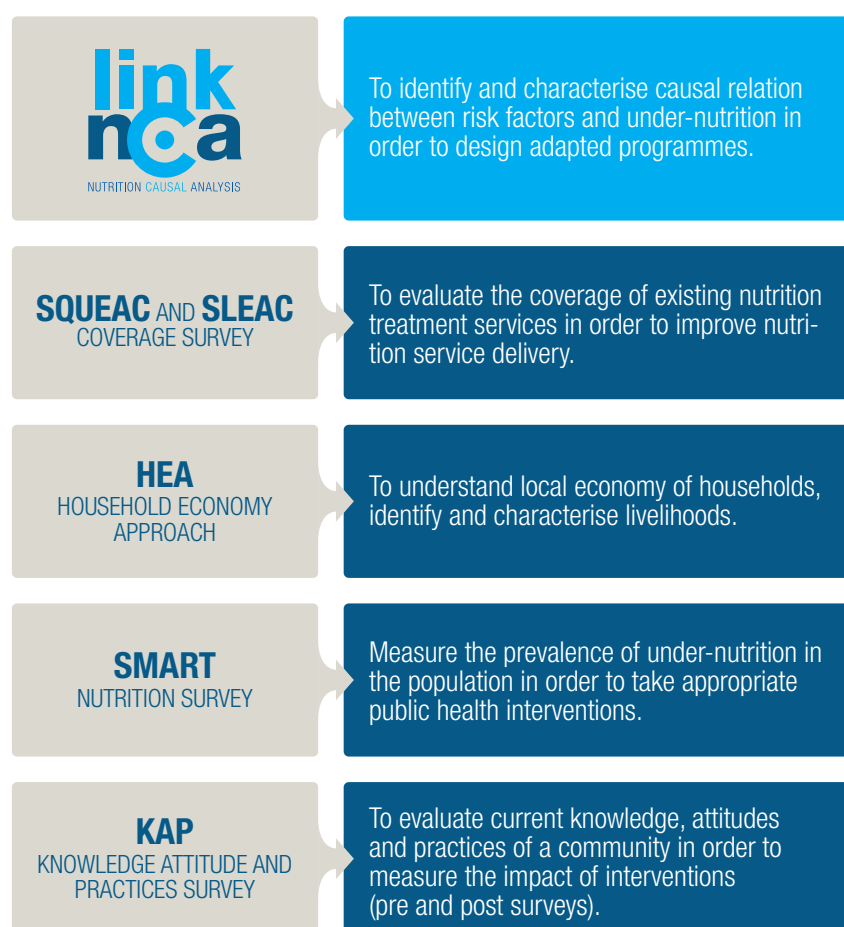 link
nca
NUTRITION CAUSAL ANALYSIS
To identify and characterise causal relation
between risk factors and under-nutrition in
order to design adapted programmes.
SQUEAC AND SLEAC
COVERAGE SURVEY
To evaluate the coverage of existing nutrition
treatment services in order to improve nutri-
tion service delivery.
HEA
HOUSEHOLD ECONOMY
APPROACH
To understand local economy of households,
identify and characterise livelihoods.
SMART
NUTRITION SURVEY
Measure the prevalence of under-nutrition in
the population in order to take appropriate
public health interventions.
KAP
KNOWLEDGE ATTITUDE AND
PRACTICES SURVEY
To evaluate current knowledge, attitudes
and practices of a community in order to
measure the impact of interventions
(pre and post surveys).